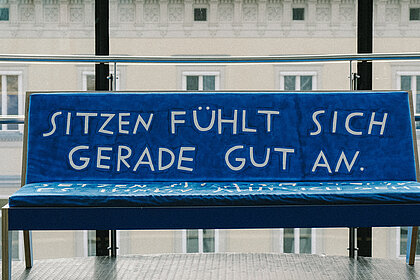 SITZEN FÜHLT SICH
GERADE GUT AN.